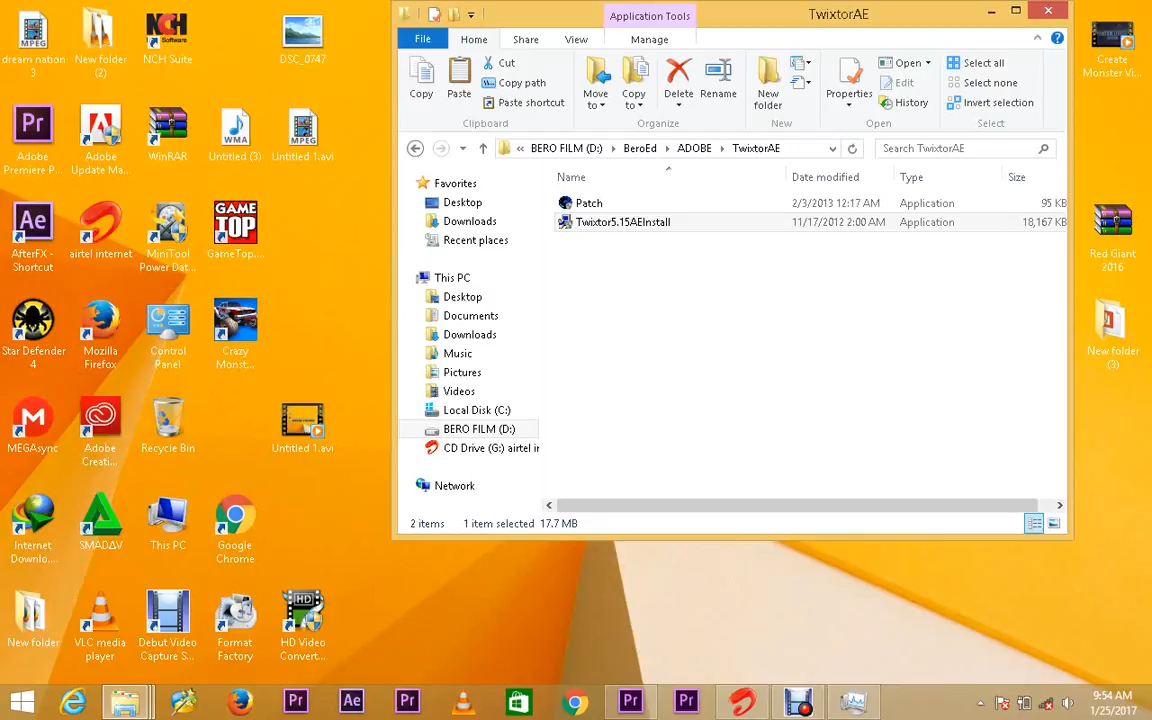 dream nation
3
New folder
(2)
NCH Suite
DSC_0747
Adobe
Premiere P...
Adobe
Update Ma...
WinRAR
Untitled (3)
Untitled 1.avi
AfterFX -
Shortcut
airtel internet
MiniTool
Power Dat...
GameTop....
Star Defender
4
Mozilla
Firefox
Control
Panel
Crazy
Monst...
MEGAsync
Adobe
Creati...
Recycle Bin
Untitled 1.avi
Internet
Downlo...
SMADAV
This PC
Google
Chrome
New folder
VLC media
player
Debut Video
Capture S...
Format
Factory
HD Video
Convert...
Application Tools
TwixtorAE
File
Home
Share
View
Manage
Copy
Paste
Cut
Copy path
Paste shortcut
Clipboard
Move
to
Copy
to
Delete
Rename
Organize
New
folder
New
Properties
Open
Edit
History
Open
Select all
Select none
Invert selection
Select
« BERO FILM (D:)
BeroEd
ADOBE
TwixtorAE
Search TwixtorAE
Name
Date modified
Type
Size
Patch
2/3/2013 12:17 AM
Application
95 KB
Twixtor5.15AEInstall
11/17/2012 2:00 AM
Application
18,167 KB
Favorites
Desktop
Downloads
Recent places
This PC
Desktop
Documents
Downloads
Music
Pictures
Videos
Local Disk (C:)
BERO FILM (D:)
CD Drive (G:) airtel in
Network
2 items
1 item selected 17.7 MB
Create
Monster Vi...
Red Giant
2016
New folder
(3)
9:54 AM
1/25/2017